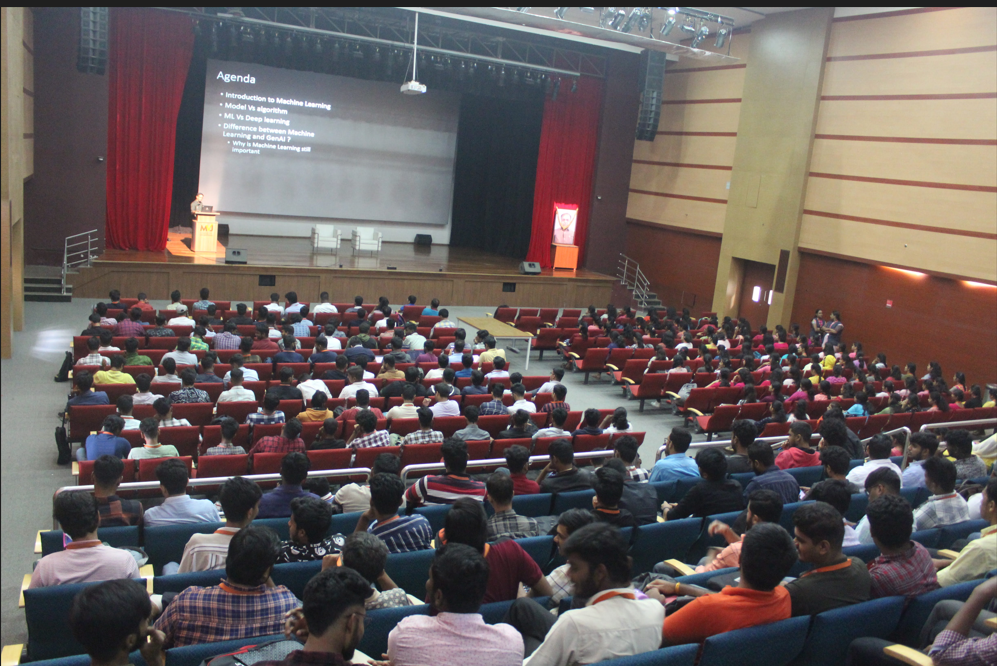 Agenda
• Introduction to Machine Learning
• Model Vs algorithm
• ML Vs Deep learning
• Difference between Machine
Learning and GenAI ?
• Why is Machine Learning still
important